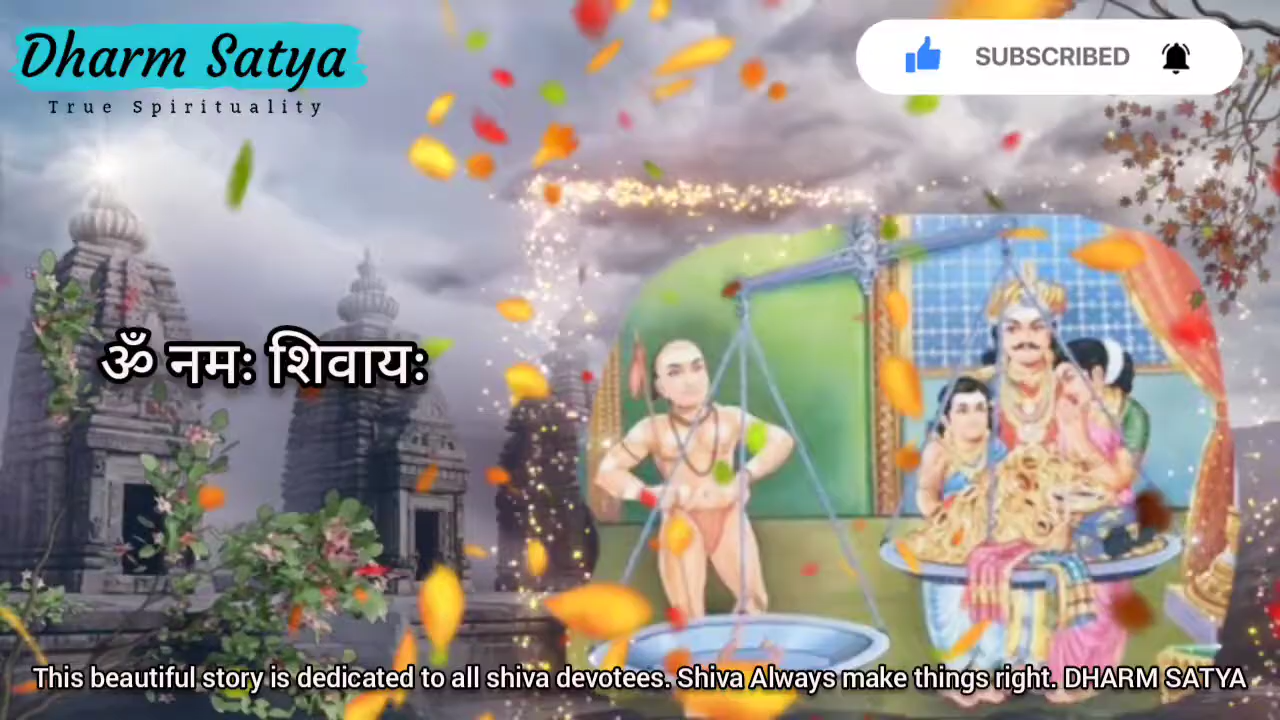 Dharm Satya
True Spirituality
SUBSCRIBED
ॐ नमः शिवायः
This beautiful story is dedicated to all shiva devotees. Shiva Always make things right. DHARM SATYA